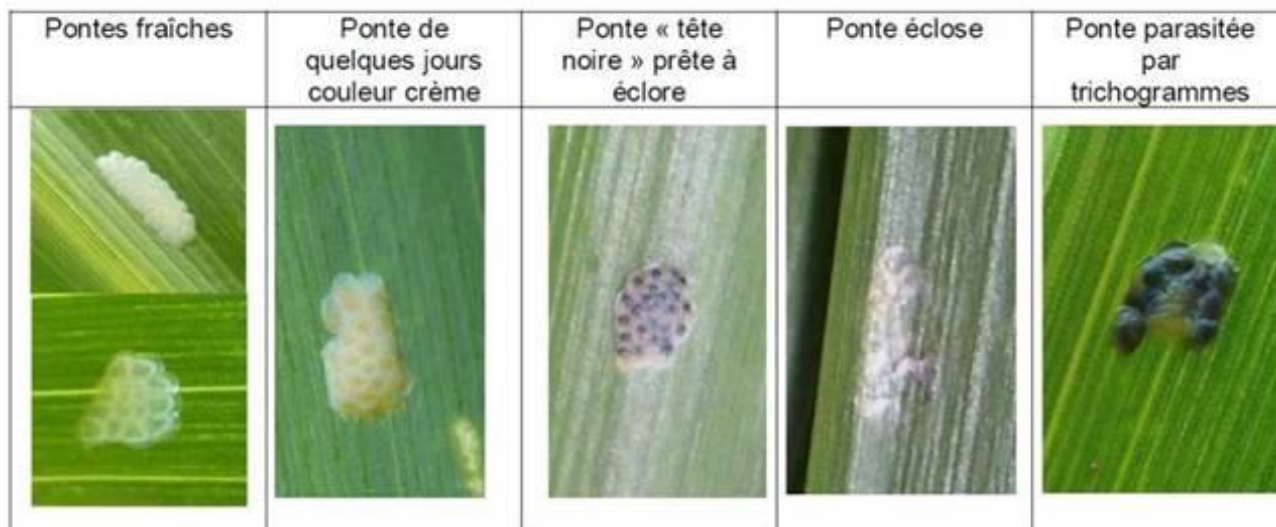 Pontes fraîches
Ponte de
quelques jours
couleur crème
Ponte « tête
noire » prête à
éclore
Ponte éclose
Ponte parasitée
par
trichogrammes